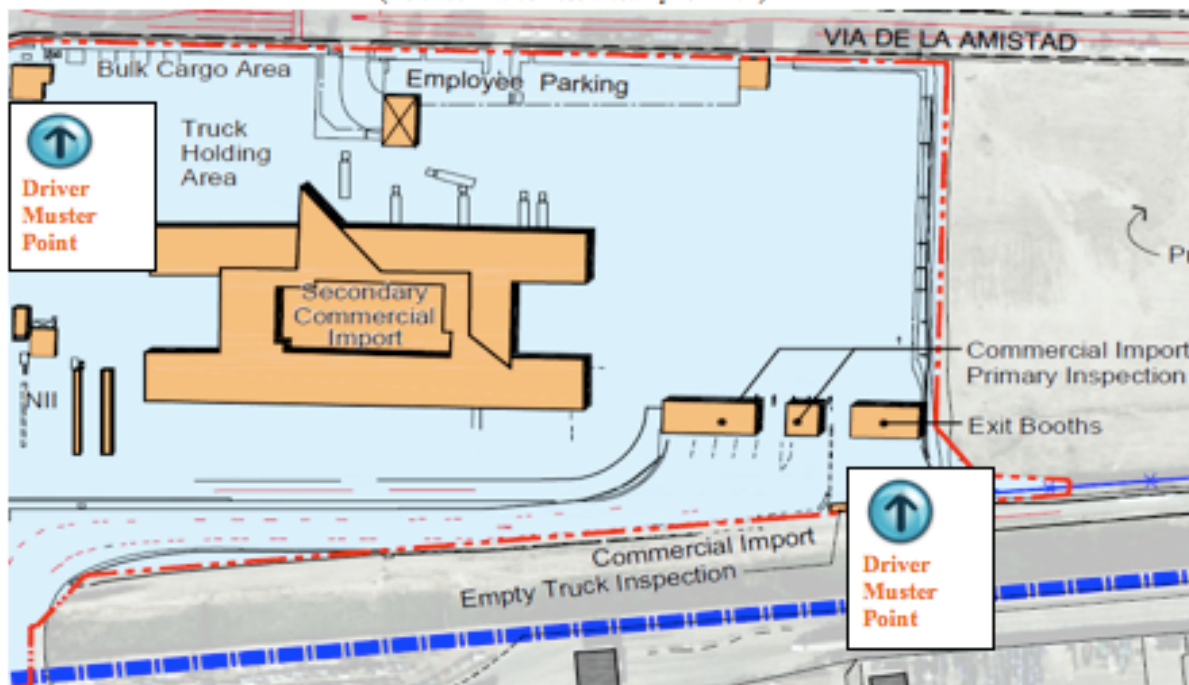 VIA DE LA AMISTAD
Bulk Cargo Area
Employee Parking
Truck
Holding
Area
Driver
Muster
Point
Secondary
Commercial
Import
NII
Commercial Import
Primary Inspection
Exit Booths
Commercial Import
Empty Truck Inspection
Driver
Muster
Point